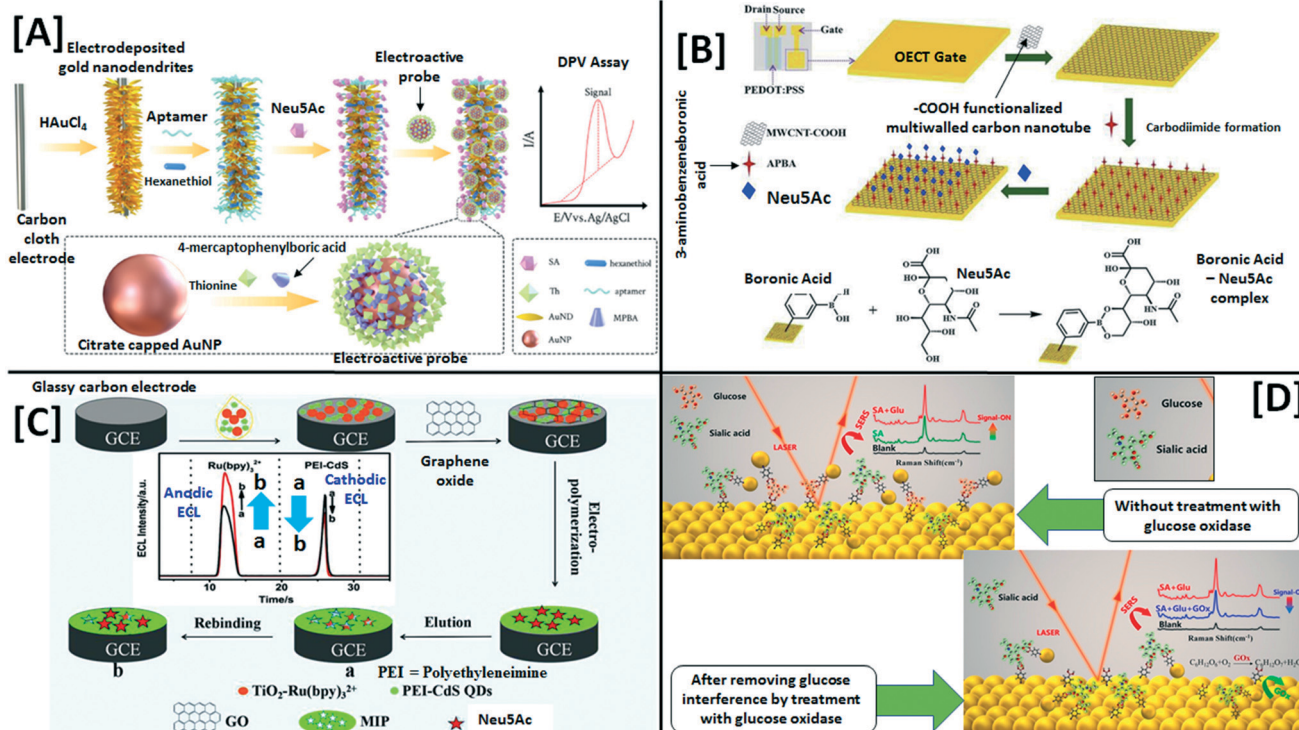 [A]
Electrodeposited
gold nanodendrites
HAuCl4
Aptamer
Hexanethiol
Neu5Ac
Electroactive
probe
DPV Assay
Signal
I/A
E/Vvs.Ag/AgCl
Carbon
cloth
electrode
4-mercaptophenylboric acid
Thionine
Citrate capped AuNP
Electroactive probe
SA
hexanethiol
Th
aptamer
AuND
MPBA
AuNP
[B]
Drain Source
Gate
PEDOT:PSS
OECT Gate
-COOH functionalized
multiwalled carbon nanotube
Carbodiimide formation
MWCNT-COOH
APBA
Neu5Ac
3-aminobenzeneboronic
acid
Boronic Acid
Neu5Ac
Boronic Acid
– Neu5Ac
complex
[C]
Glassy carbon electrode
GCE
GCE
GCE
Graphene
oxide
Electro-
polymerization
Ru(bpy)3 2+
PEI-CdS
Anodic
ECL
Cathodic
ECL
b
a
b
a
a
b
a
b
ECL Intensity/a.u.
10
20
30
Time/s
GCE
b
Rebinding
GCE
a
Elution
GCE
PEI = Polyethyleneimine
TiO2-Ru(bpy)3 2+
PEI-CdS QDs
GO
MIP
Neu5Ac
[D]
Glucose
Sialic acid
LASER
SERS
SA+Glu
SA
Blank
Signal-ON
Raman Shift(cm-1)
Glucose
Sialic acid
Without treatment with
glucose oxidase
Sialic acid
LASER
SERS
SA+Glu
SA+Glu+GOx
Blank
Raman Shift(cm-1)
GOx
GOx
After removing glucose
interference by treatment
with glucose oxidase